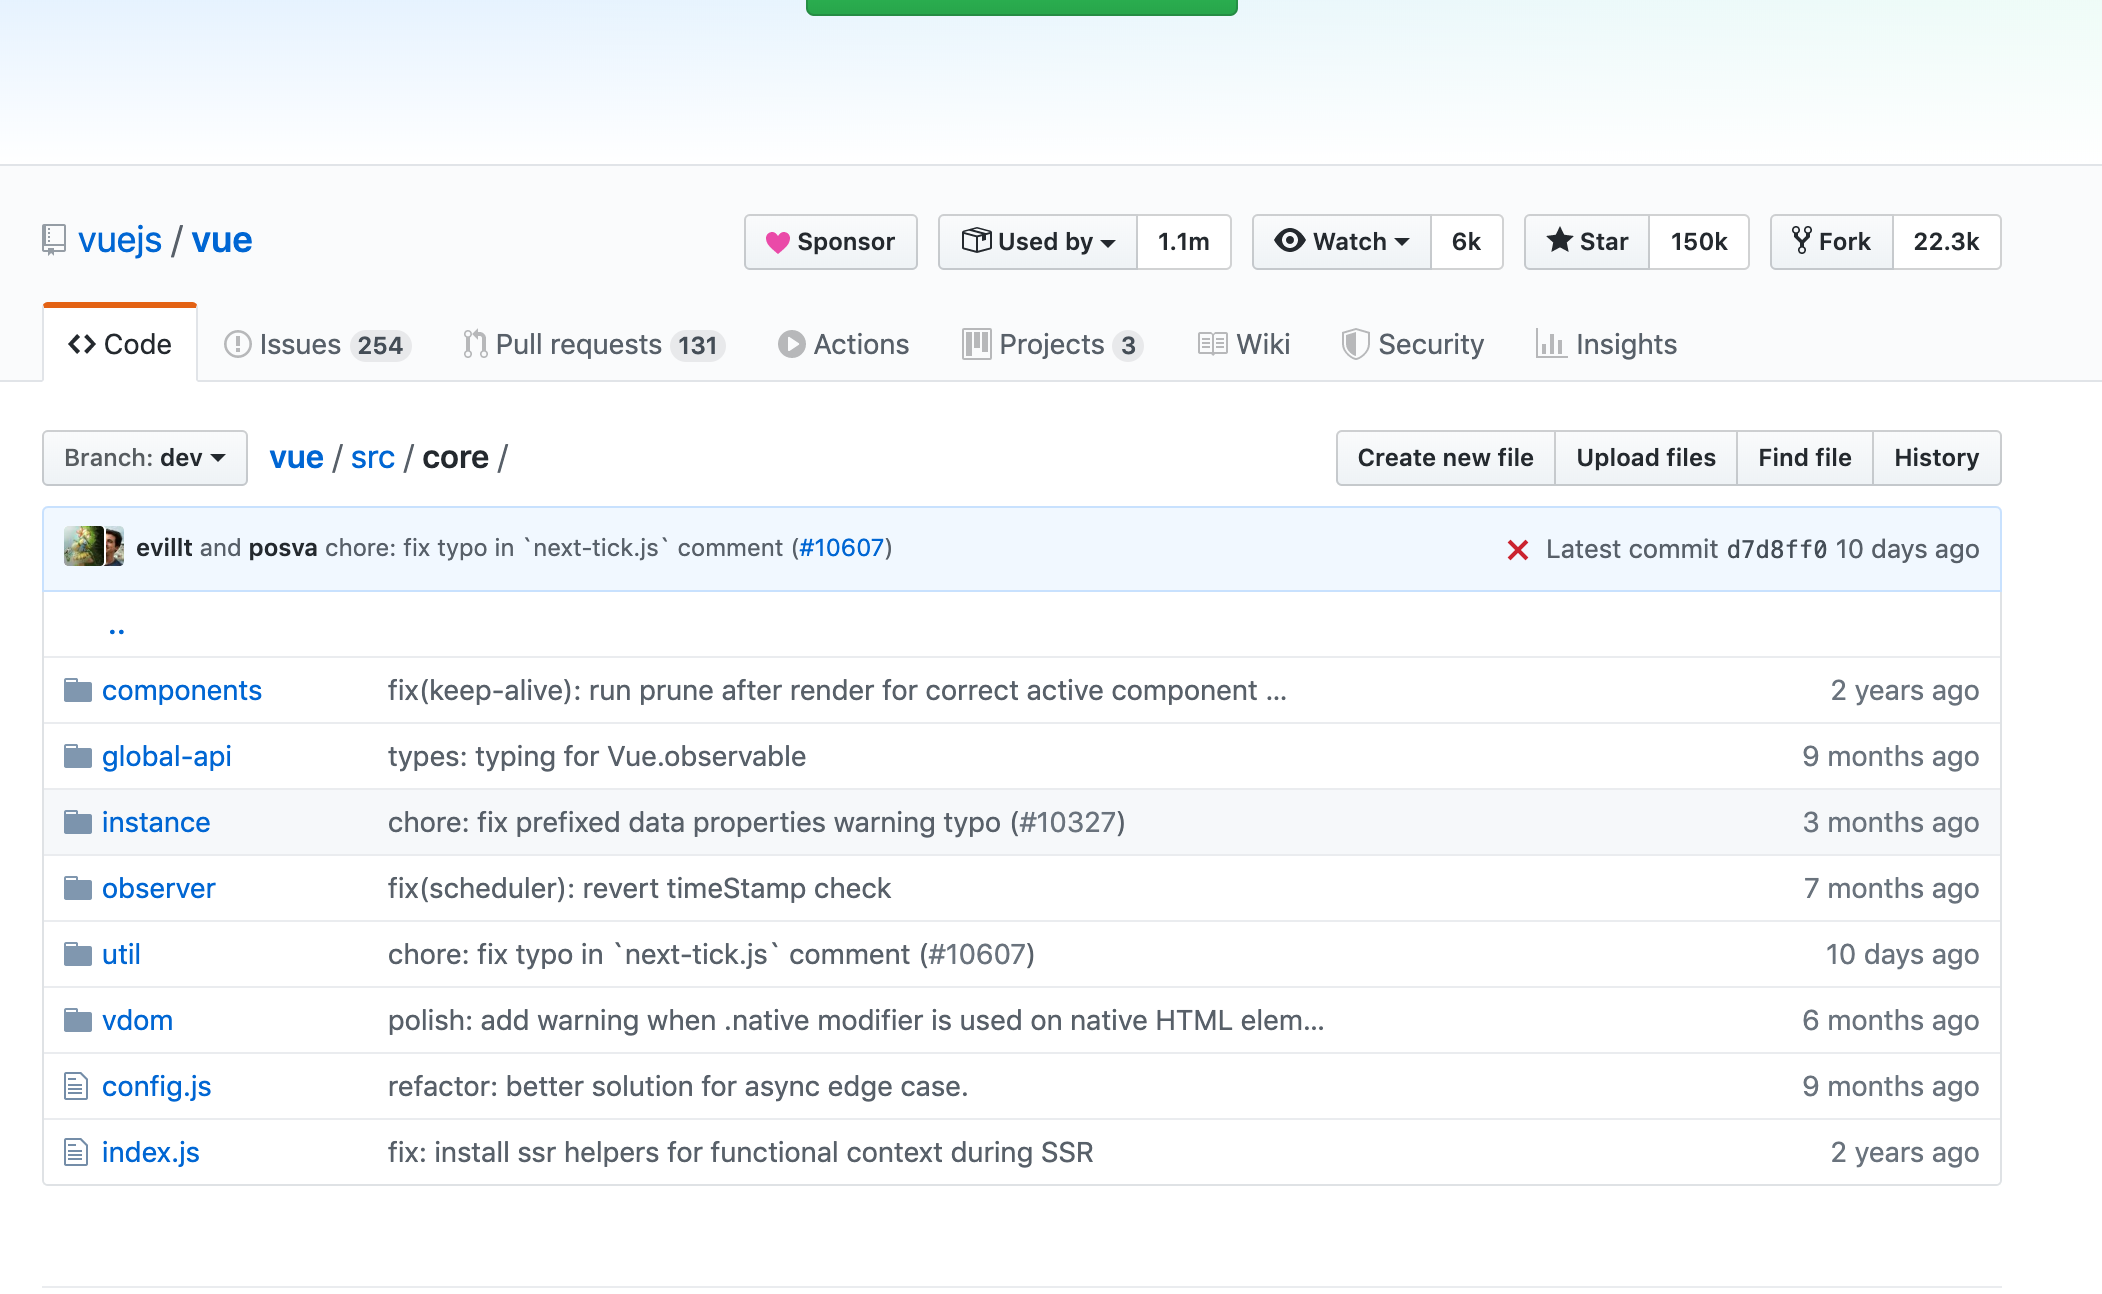 vuejs / vue Sponsor Used by 1.1m Watch 6k Star 150k Fork 22.3k
Code Issues 254 Pull requests 131 Actions Projects 3 Wiki Security Insights
Branch: dev vue / src / core / Create new file Upload files Find file History
evillt and posva chore: fix typo in `next-tick.js` comment (#10607) Latest commit d7d8ff0 10 days ago
..
components fix(keep-alive): run prune after render for correct active component ... 2 years ago
global-api types: typing for Vue.observable 9 months ago
instance chore: fix prefixed data properties warning typo (#10327) 3 months ago
observer fix(scheduler): revert timeStamp check 7 months ago
util chore: fix typo in `next-tick.js` comment (#10607) 10 days ago
vdom polish: add warning when .native modifier is used on native HTML elem... 6 months ago
config.js refactor: better solution for async edge case. 9 months ago
index.js fix: install ssr helpers for functional context during SSR 2 years ago